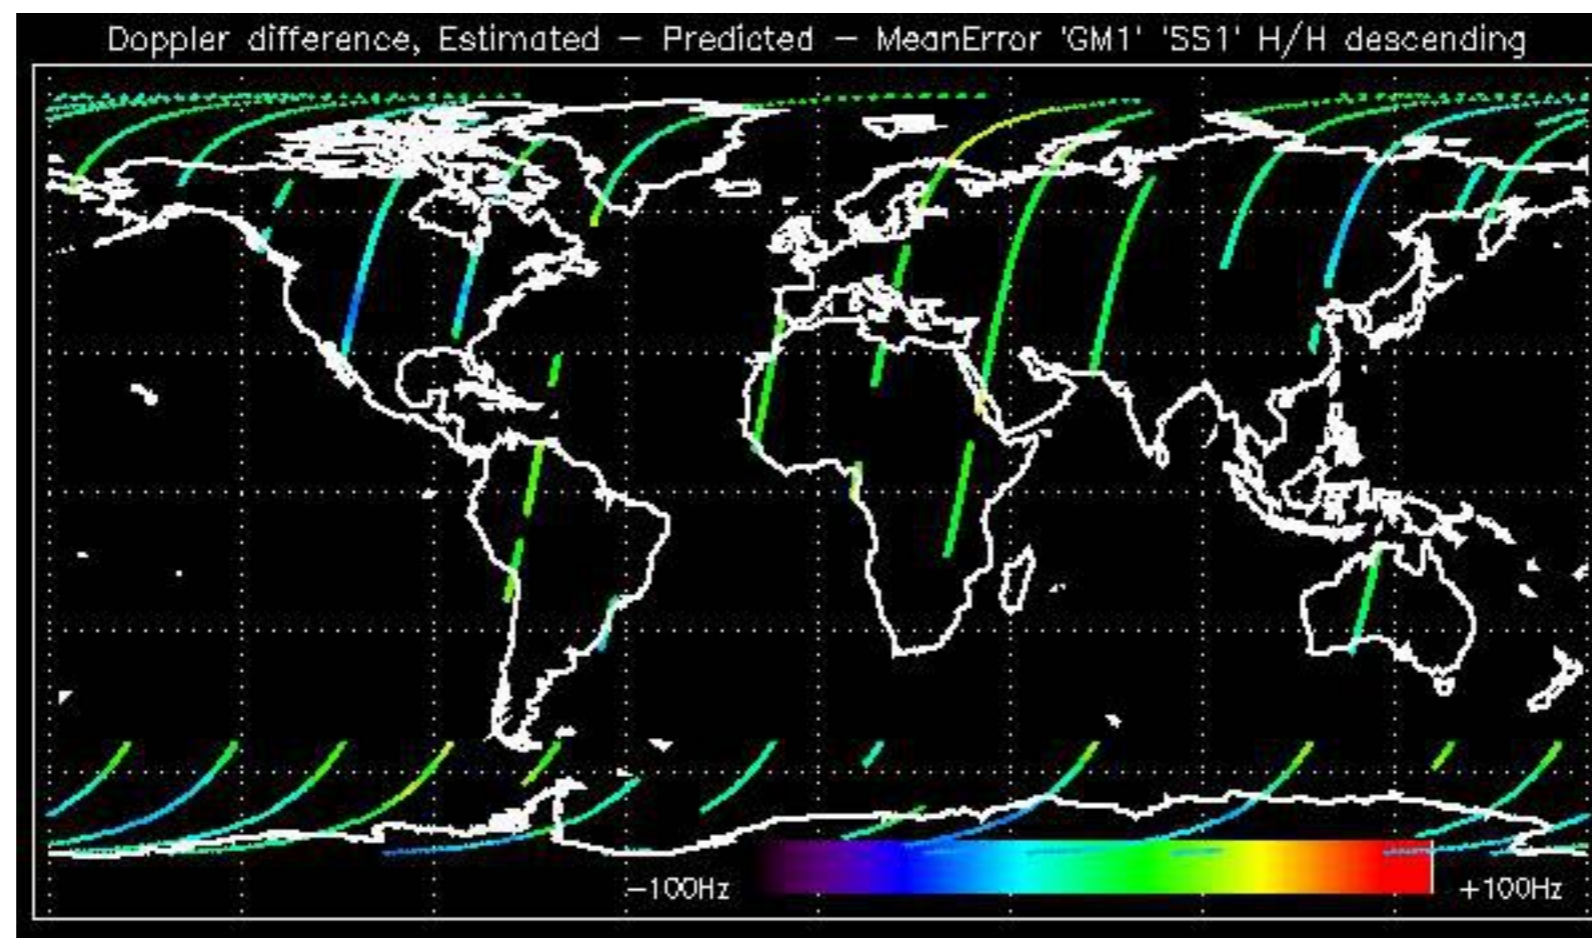 Doppler difference, Estimated – Predicted – MeanError 'GM1' 'SS1' H/H descending
–100Hz
+100Hz